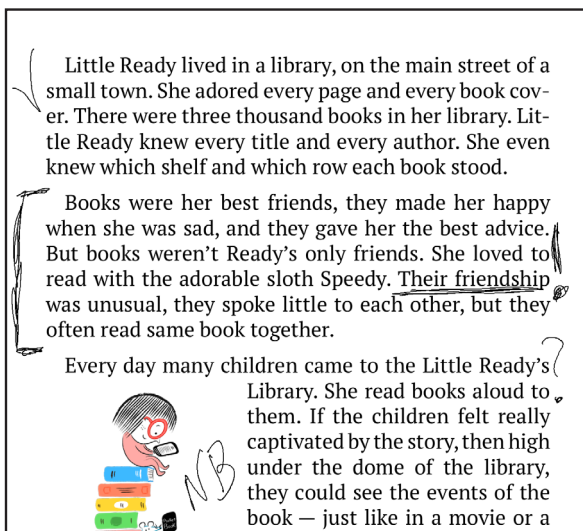 Little Ready lived in a library, on the main street of a
small town. She adored every page and every book cov-
er. There were three thousand books in her library. Lit-
tle Ready knew every title and every author. She even
knew which shelf and which row each book stood.
Books were her best friends, they made her happy
when she was sad, and they gave her the best advice.
But books weren't Ready's only friends. She loved to
read with the adorable sloth Speedy. Their friendship
was unusual, they spoke little to each other, but they
often read same book together.
Every day many children came to the Little Ready's
Library. She read books aloud to
them. If the children felt really
captivated by the story, then high
under the dome of the library,
they could see the events of the
book — just like in a movie or a
NB
!
?